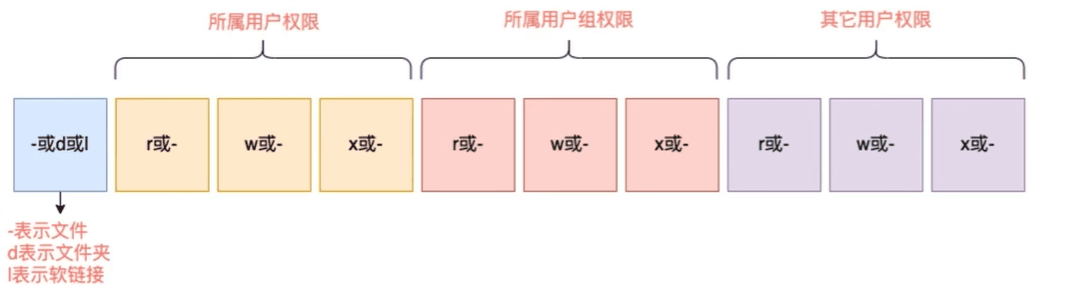 所属用户权限
所属用户组权限
其它用户权限
-或d或l
r或-
w或-
x或-
r或-
w或-
x或-
r或-
w或-
x或-
-表示文件
d表示文件夹
l表示软链接